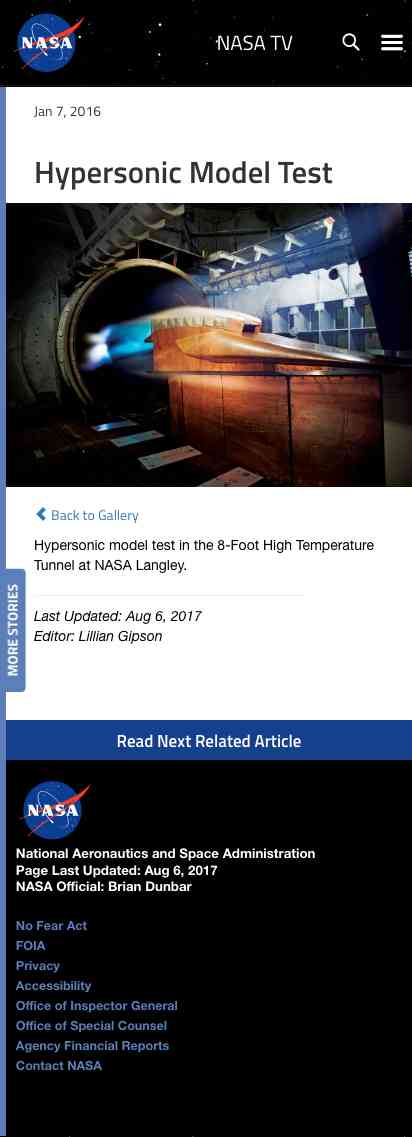 NASA
NASA TV
Jan 7, 2016
Hypersonic Model Test
Back to Gallery
Hypersonic model test in the 8-Foot High Temperature
Tunnel at NASA Langley.
Last Updated: Aug 6, 2017
Editor: Lillian Gipson
MORE STORIES
Read Next Related Article
NASA
National Aeronautics and Space Administration
Page Last Updated: Aug 6, 2017
NASA Official: Brian Dunbar
No Fear Act
FOIA
Privacy
Accessibility
Office of Inspector General
Office of Special Counsel
Agency Financial Reports
Contact NASA